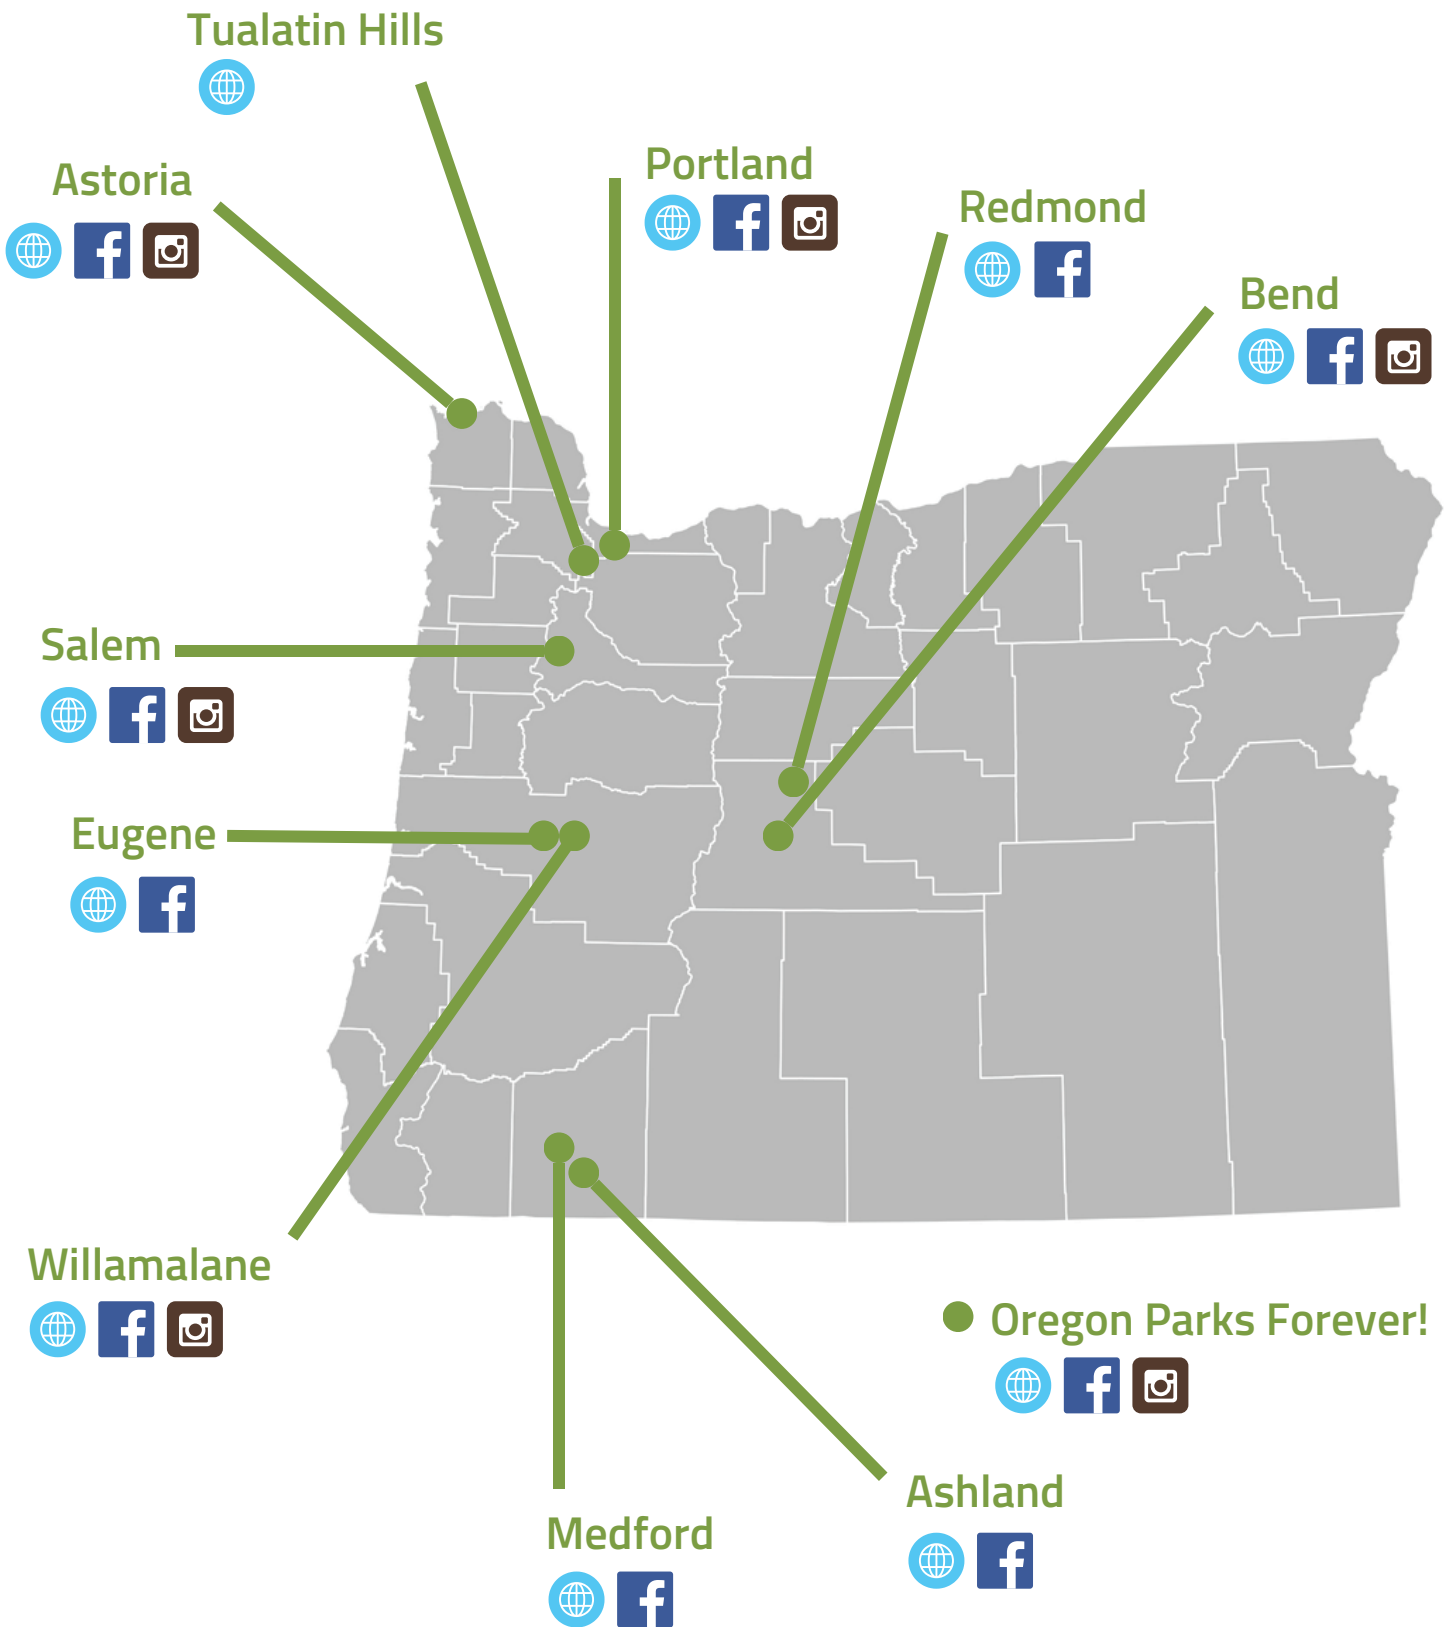 Tualatin Hills
Astoria
Portland
Redmond
Bend
Salem
Eugene
Willamalane
Oregon Parks Forever!
Ashland
Medford